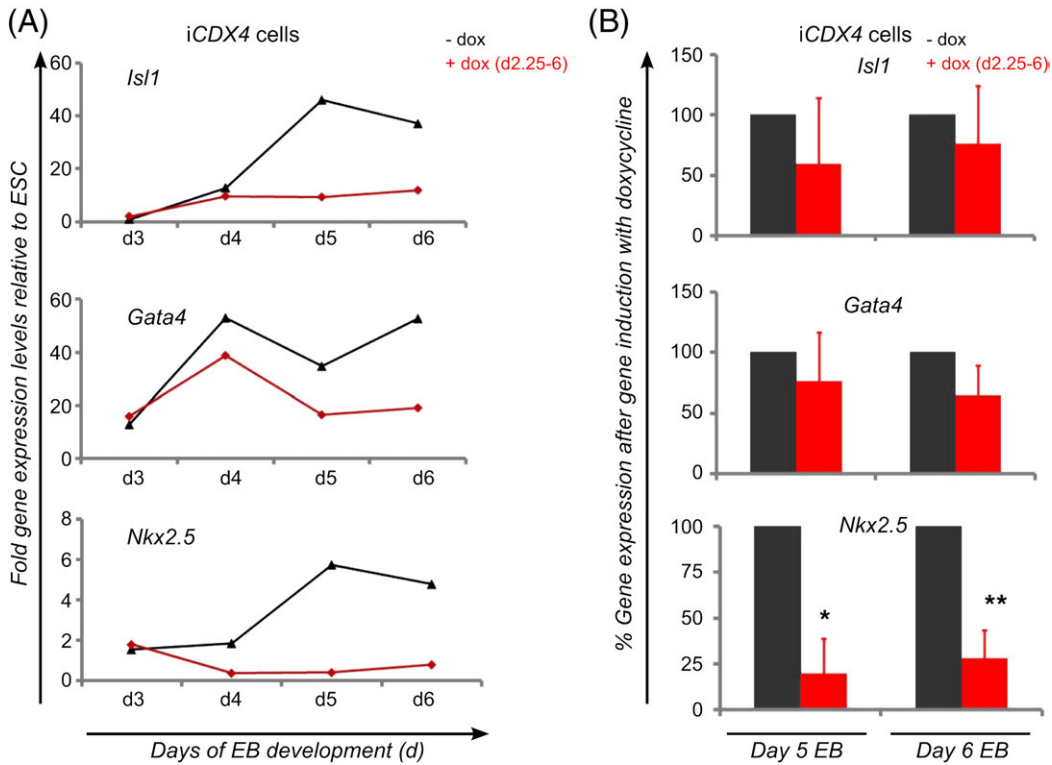 (A)
iCDX4 cells
- dox
+ dox (d2.25-6)
Isl1
60
40
20
0
d3 d4 d5 d6
Gata4
60
40
20
0
d3 d4 d5 d6
Nkx2.5
8
6
4
2
0
d3 d4 d5 d6
Fold gene expression levels relative to ESC
Days of EB development (d)
(B)
iCDX4 cells
- dox
+ dox (d2.25-6)
Isl1
150
100
50
0
Gata4
150
100
50
0
Nkx2.5
100
75
50
25
0
*
**
% Gene expression after gene induction with doxycycline
Day 5 EB Day 6 EB